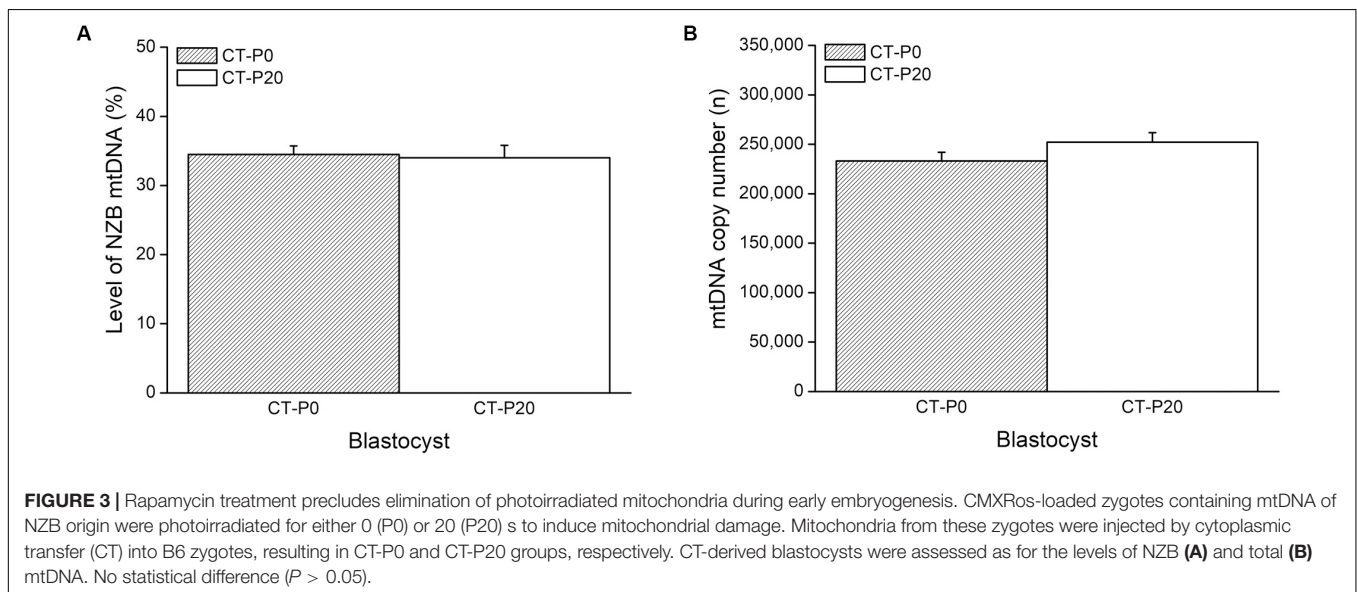 A
50
40
30
20
10
0
Level of NZB mtDNA (%)
CT-P0
CT-P20
CT-P0
CT-P20
Blastocyst
B
350,000
300,000
250,000
200,000
150,000
100,000
50,000
0
mtDNA copy number (n)
CT-P0
CT-P20
CT-P0
CT-P20
Blastocyst
FIGURE 3 | Rapamycin treatment precludes elimination of photoirradiated mitochondria during early embryogenesis. CMXRos-loaded zygotes containing mtDNA of
NZB origin were photoirradiated for either 0 (P0) or 20 (P20) s to induce mitochondrial damage. Mitochondria from these zygotes were injected by cytoplasmic
transfer (CT) into B6 zygotes, resulting in CT-P0 and CT-P20 groups, respectively. CT-derived blastocysts were assessed as for the levels of NZB (A) and total (B)
mtDNA. No statistical difference (P > 0.05).